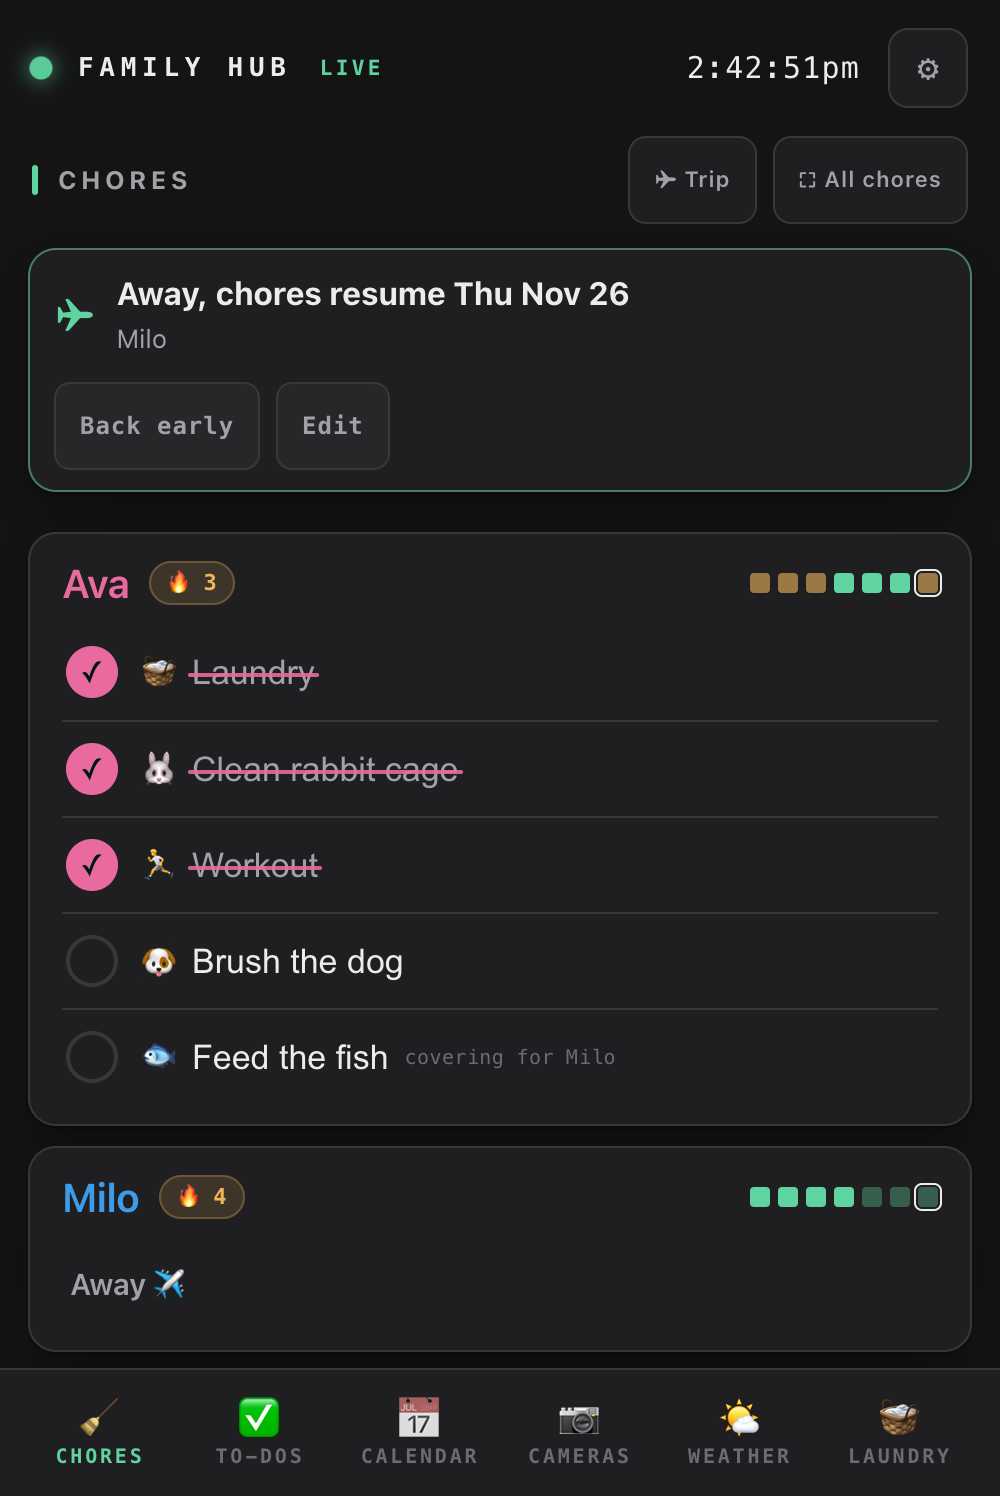 FAMILY HUB LIVE 2:42:51pm
CHORES Trip All chores
Away, chores resume Thu Nov 26
Milo
Back early Edit
Ava 3
Laundry
Clean rabbit cage
Workout
Brush the dog
Feed the fish covering for Milo
Milo 4
Away
JUL
17
CHORES TO-DOS CALENDAR CAMERAS WEATHER LAUNDRY